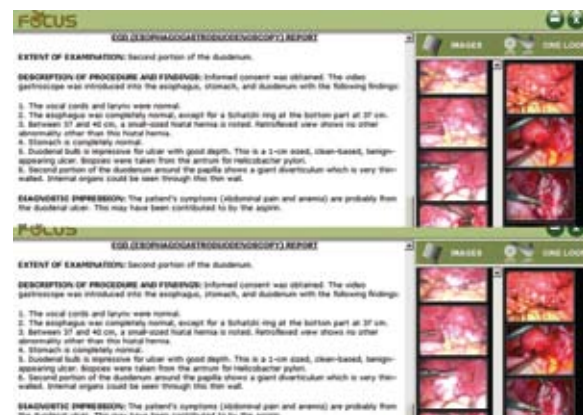 FOCUS
EGD (ESOPHAGOGASTRODUODENOSCOPY) REPORT
IMAGES
CINE LOOP
EXTENT OF EXAMINATION: Second portion of the duodenum.
DESCRIPTION OF PROCEDURE AND FINDINGS: Informed consent was obtained. The video
gastroscope was introduced into the esophagus, stomach, and duodenum with the following findings:
1. The vocal cords and larynx were normal.
2. The esophagus was completely normal, except for a Schatzki ring at the bottom part at 37 cm.
3. Between 37 and 40 cm, a small-sized hiatal hernia is noted. Retroflexed view shows no other
abnormality other than this hiatal hernia.
4. Stomach is completely normal.
5. Duodenal bulb is impressive for ulcer with good depth. This is a 1-cm sized, clean-based, benign-
appearing ulcer. Biopsies were taken from the antrum for Helicobacter pylori.
6. Second portion of the duodenum around the papilla shows a giant diverticulum which is very thin-
walled. Internal organs could be seen through this thin wall.
DIAGNOSTIC IMPRESSION: The patient's symptoms (Abdominal pain and anemia) are probably from
the duodenal ulcer. This may have been contributed to by the aspirin.
FOCUS
EGD (ESOPHAGOGASTRODUODENOSCOPY) REPORT
IMAGES
CINE LOOP
EXTENT OF EXAMINATION: Second portion of the duodenum.
DESCRIPTION OF PROCEDURE AND FINDINGS: Informed consent was obtained. The video
gastroscope was introduced into the esophagus, stomach, and duodenum with the following findings:
1. The vocal cords and larynx were normal.
2. The esophagus was completely normal, except for a Schatzki ring at the bottom part at 37 cm.
3. Between 37 and 40 cm, a small-sized hiatal hernia is noted. Retroflexed view shows no other
abnormality other than this hiatal hernia.
4. Stomach is completely normal.
5. Duodenal bulb is impressive for ulcer with good depth. This is a 1-cm sized, clean-based, benign-
appearing ulcer. Biopsies were taken from the antrum for Helicobacter pylori.
6. Second portion of the duodenum around the papilla shows a giant diverticulum which is very thin-
walled. Internal organs could be seen through this thin wall.
DIAGNOSTIC IMPRESSION: The patient's symptoms (Abdominal pain and anemia) are probably from
the duodenal ulcer. This may have been contributed to by the aspirin.